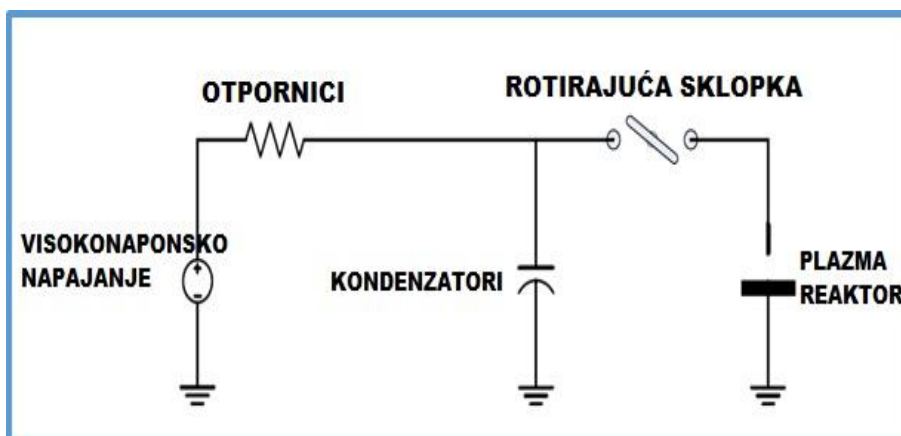 OTPORNICI
ROTIRAJUĆA SKLOPKA
VISOKONAPONSKO
NAPAJANJE
+
-
KONDENZATORI
PLAZMA
REAKTOR